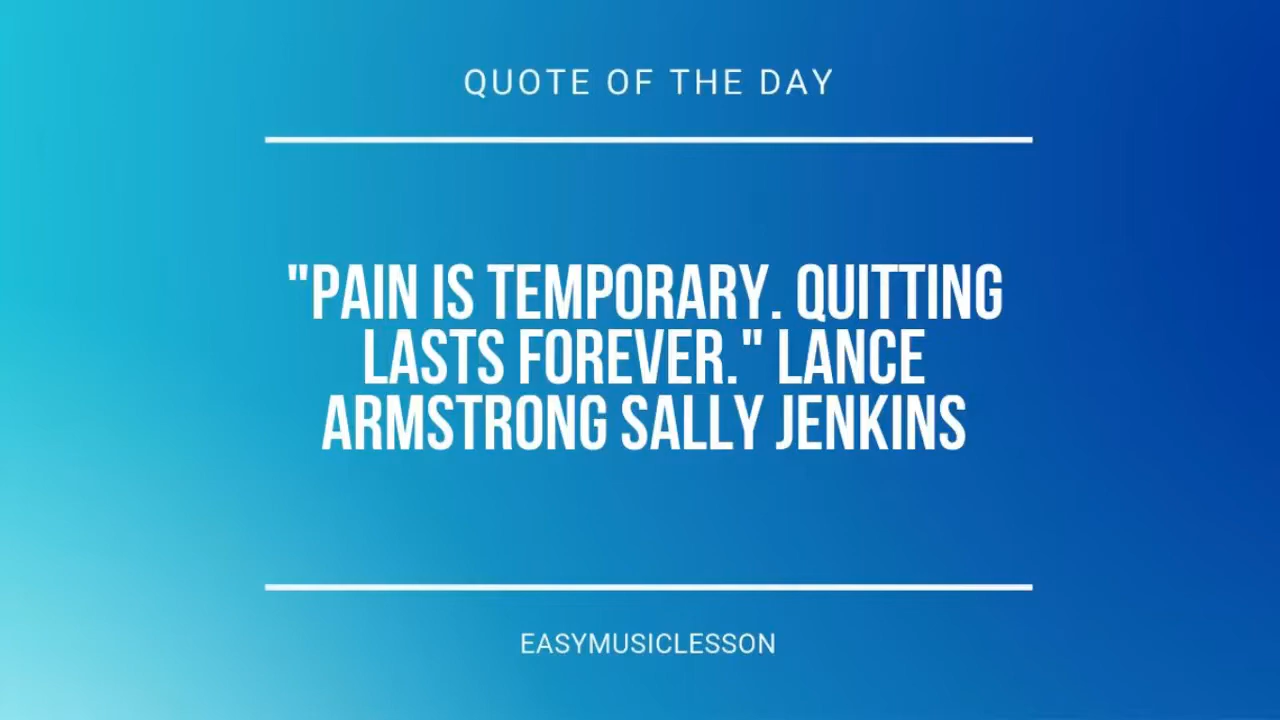 QUOTE OF THE DAY
"PAIN IS TEMPORARY. QUITTING
LASTS FOREVER." LANCE
ARMSTRONG SALLY JENKINS
EASYMUSICLESSON